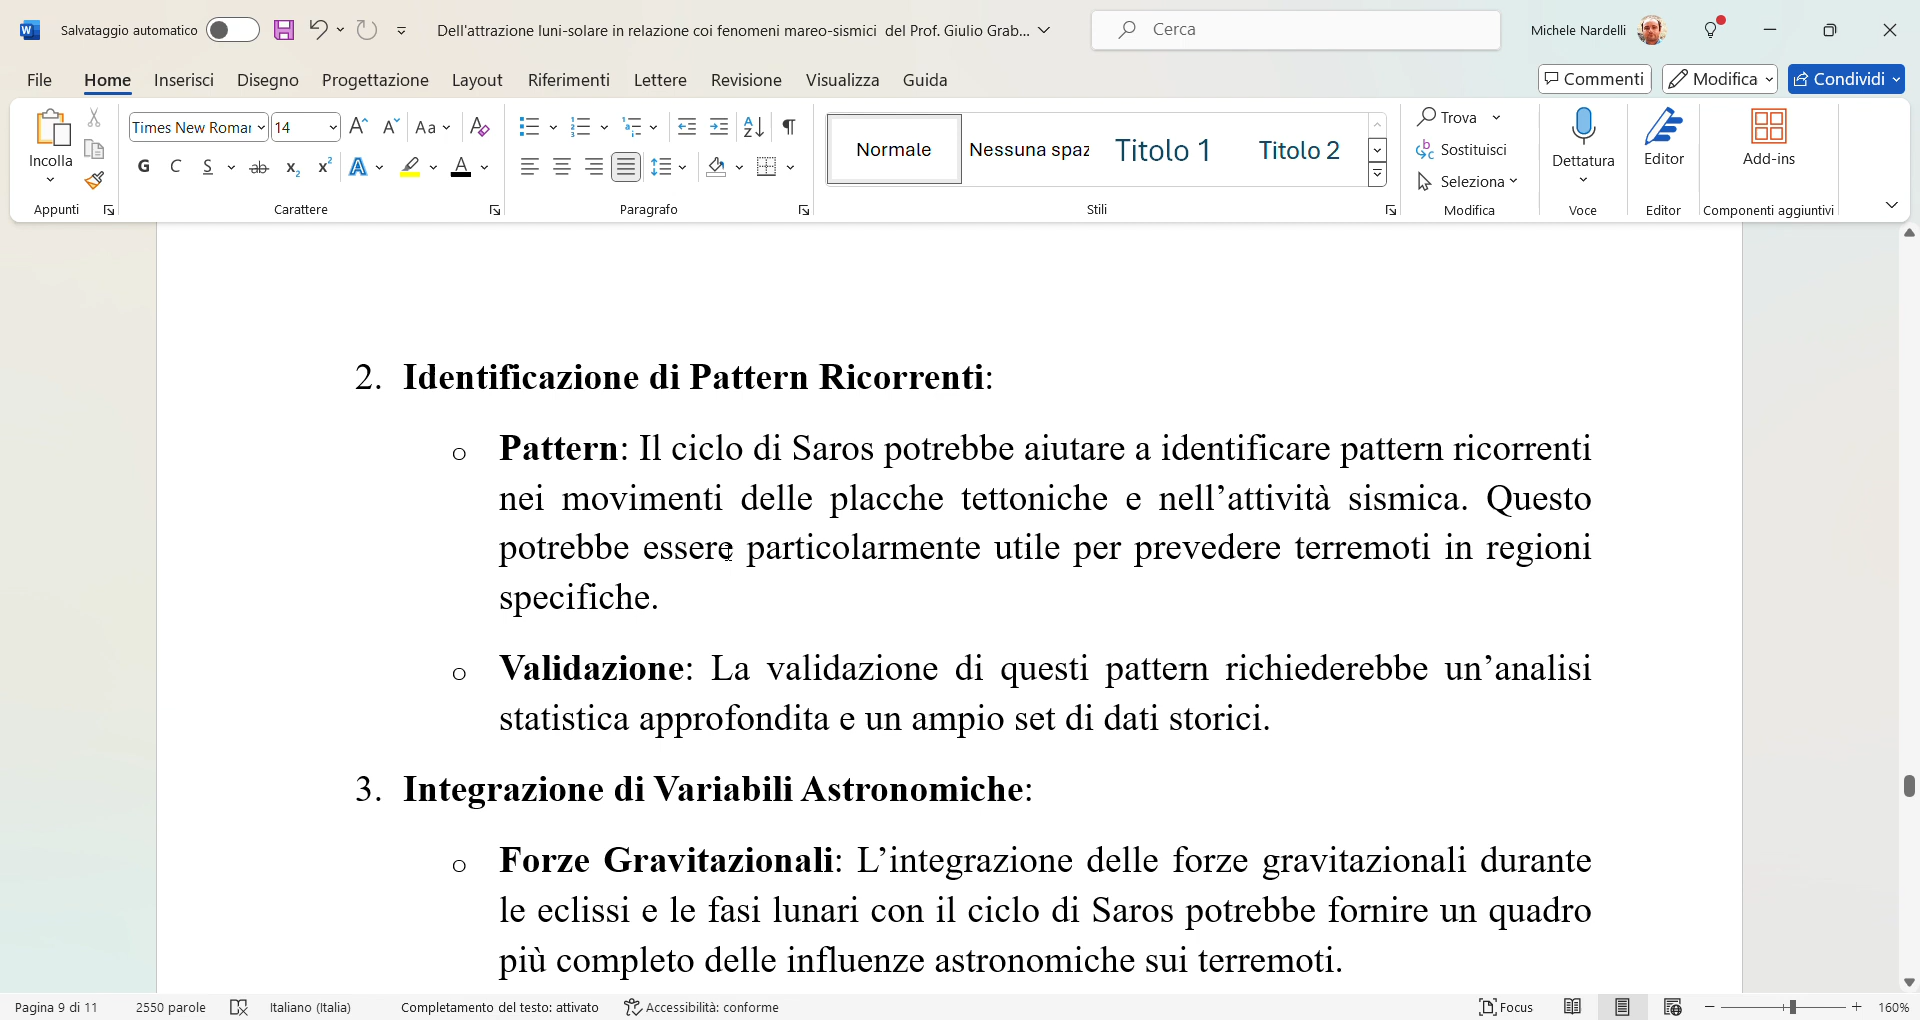 Salvataggio automatico
Dell'attrazione luni-solare in relazione coi fenomeni mareo-sismici del Prof. Giulio Grab...
Cerca
Michele Nardelli
File Home Inserisci Disegno Progettazione Layout Riferimenti Lettere Revisione Visualizza Guida
Commenti Modifica Condividi
Incolla
Appunti
Times New Roman 14
Aa
G C S ab x₂ x² A A
Carattere
Paragrafo
Normale Nessuna spaz Titolo 1 Titolo 2
Stili
Trova
Sostituisci
Seleziona
Modifica
Dettatura
Voce
Editor
Editor
Add-ins
Componenti aggiuntivi
2. Identificazione di Pattern Ricorrenti:
o Pattern: Il ciclo di Saros potrebbe aiutare a identificare pattern ricorrenti
nei movimenti delle placche tettoniche e nell’attività sismica. Questo
potrebbe essere particolarmente utile per prevedere terremoti in regioni
specifiche.
o Validazione: La validazione di questi pattern richiederebbe un’analisi
statistica approfondita e un ampio set di dati storici.
3. Integrazione di Variabili Astronomiche:
o Forze Gravitazionali: L’integrazione delle forze gravitazionali durante
le eclissi e le fasi lunari con il ciclo di Saros potrebbe fornire un quadro
più completo delle influenze astronomiche sui terremoti.
Pagina 9 di 11 2550 parole Italiano (Italia) Completamento del testo: attivato Accessibilità: conforme Focus 160%